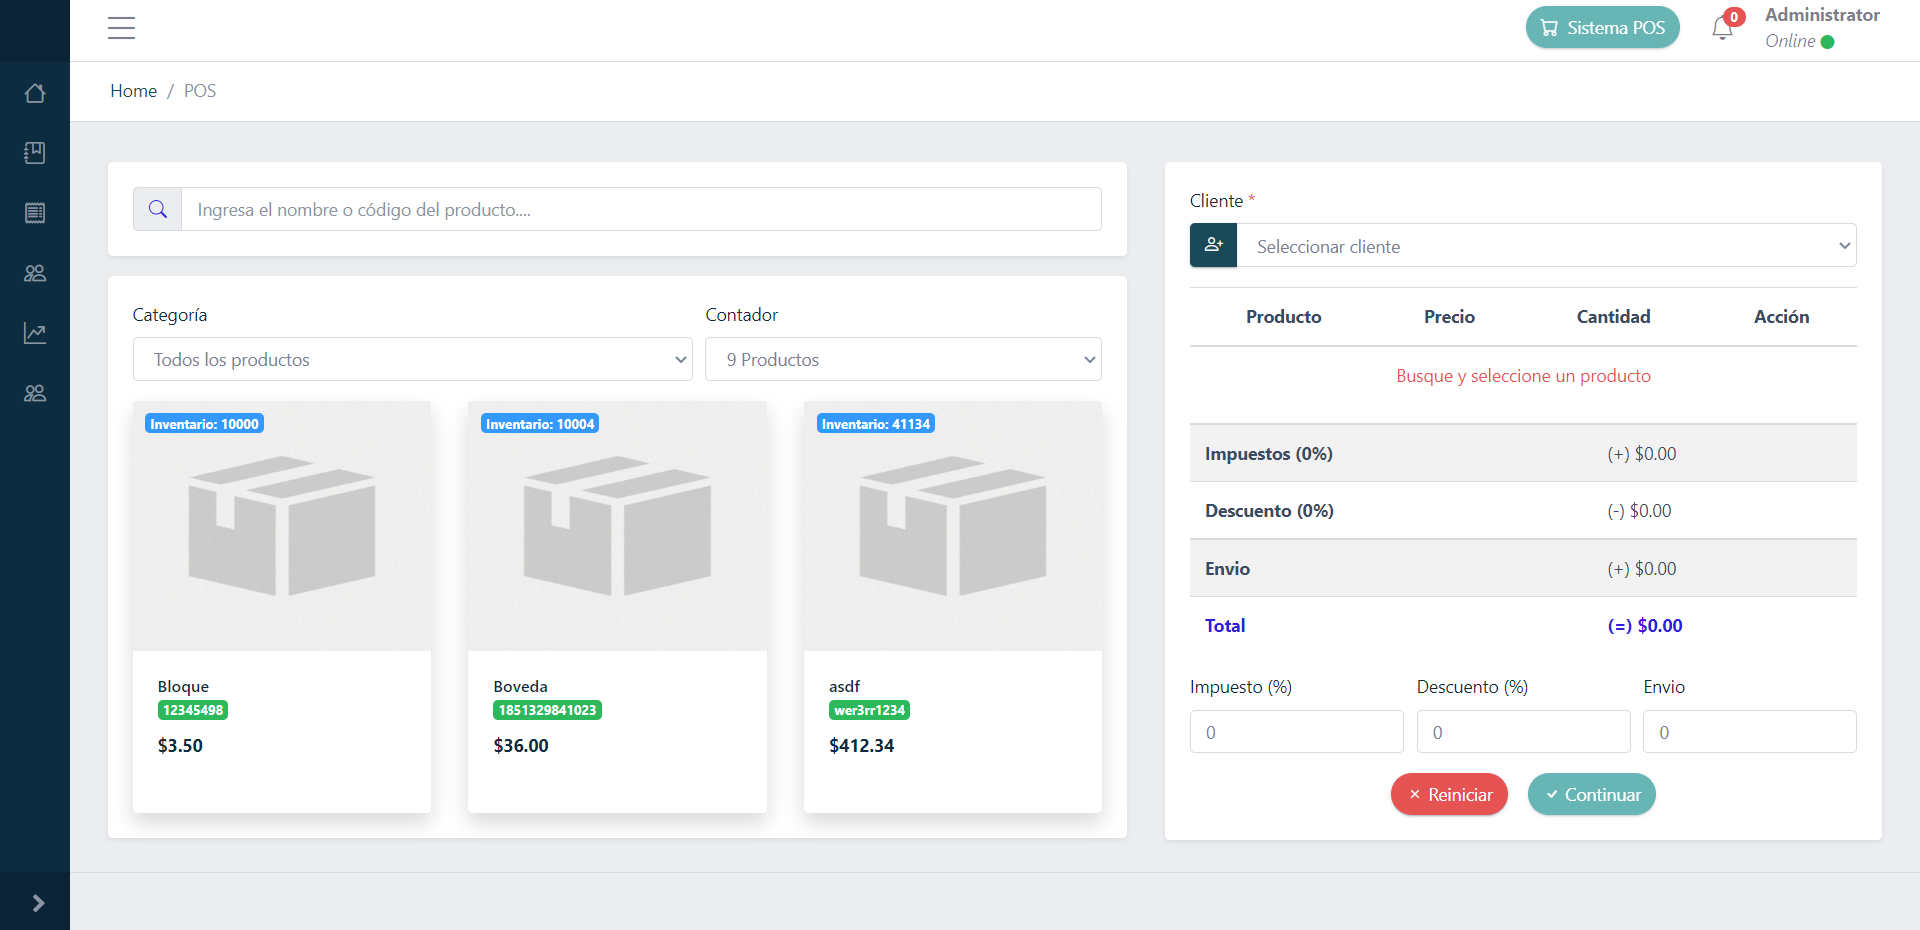 Sistema POS
0
Administrator
Online
Home / POS
Ingresa el nombre o código del producto....
Categoría
Contador
Todos los productos
9 Productos
Inventario: 10000
Bloque
12345498
$3.50
Inventario: 10004
Boveda
1851329841023
$36.00
Inventario: 41134
asdf
wer3rr1234
$412.34
Cliente *
Seleccionar cliente
Producto Precio Cantidad Acción
Busque y seleccione un producto
Impuestos (0%) (+) $0.00
Descuento (0%) (-) $0.00
Envio (+) $0.00
Total (=) $0.00
Impuesto (%) Descuento (%) Envio
0 0 0
Reiniciar Continuar